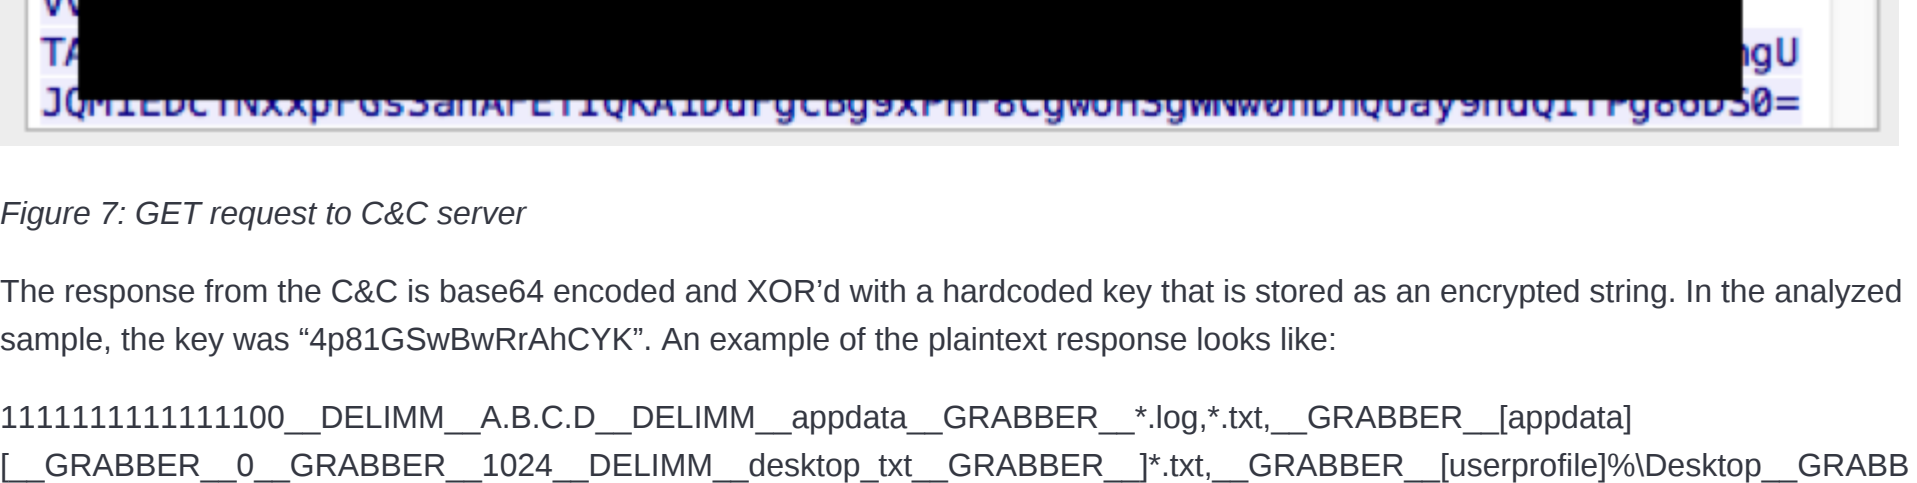 TA
ngU
Figure 7: GET request to C&C server
The response from the C&C is base64 encoded and XOR’d with a hardcoded key that is stored as an encrypted string. In the analyzed
sample, the key was “4p81GSwBwRrAhCYK”. An example of the plaintext response looks like:
1111111111111100__DELIMM__A.B.C.D__DELIMM__appdata__GRABBER__*.log,*.txt,__GRABBER__[appdata]
[__GRABBER__0__GRABBER__1024__DELIMM__desktop_txt__GRABBER__]*.txt,__GRABBER__[userprofile]%\Desktop__GRABB